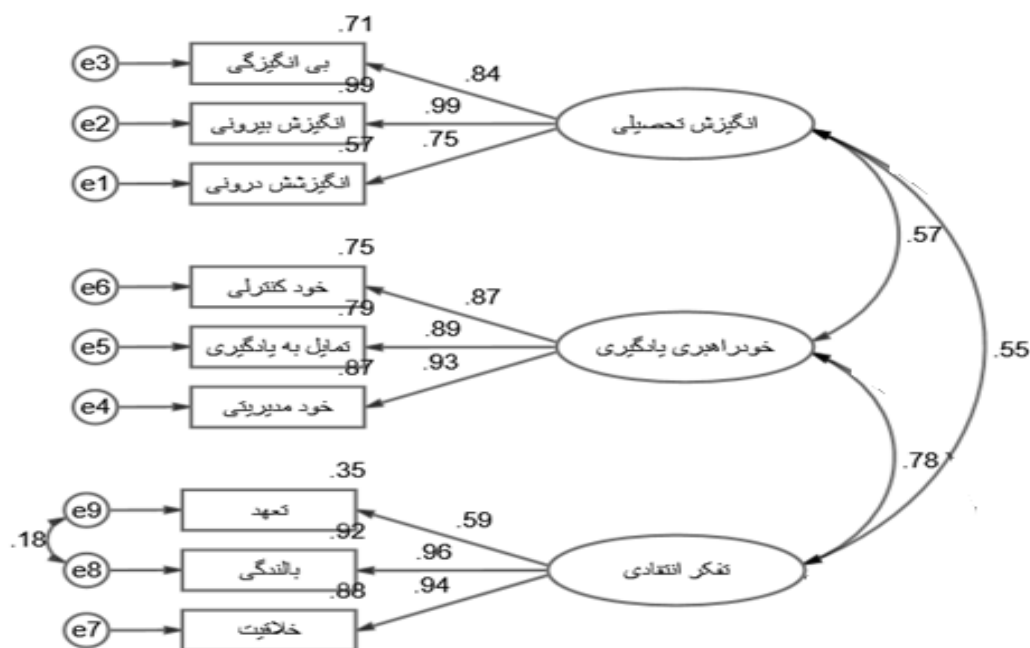 .71
e3
بی انگیزگی
.84
.99
e2
انگیزش بیرونی
.99
انگیزش تحصیلی
.57
.75
e1
انگیزشش درونی
.57
.75
e6
خود کنترلی
.87
.79
e5
تمایل به یادگیری
.89
خودراهبری یادگیری
.55
.87
.93
e4
خود مدیریتی
.78
.35
e9
تعهد
.59
.18
.92
e8
بالندگی
.96
تفکر انتقادی
.88
.94
e7
خلاقیت